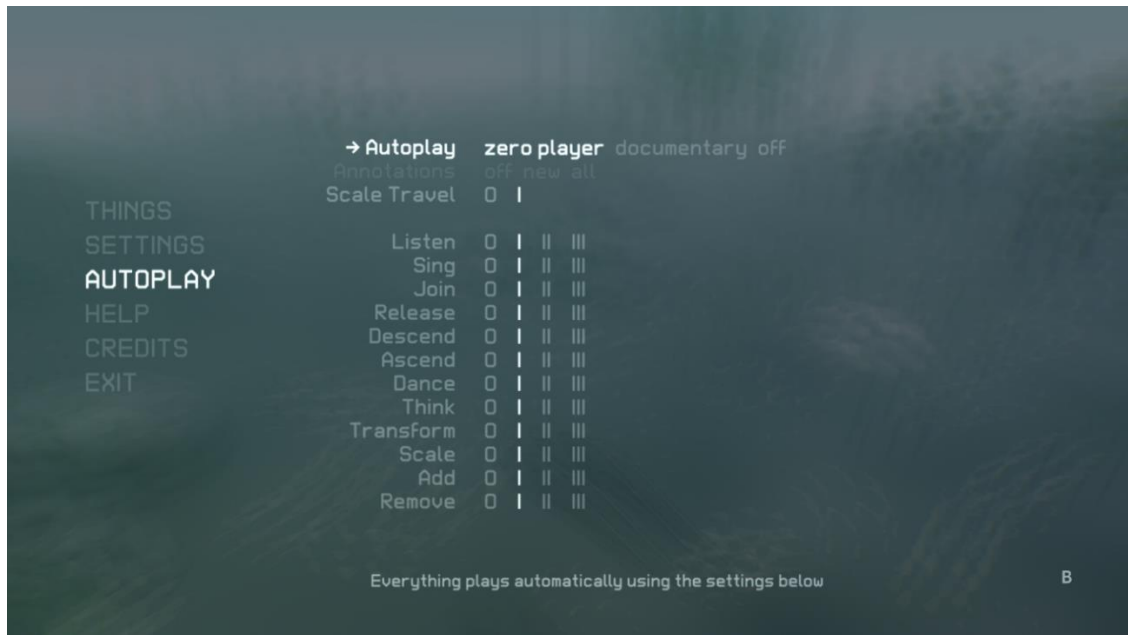 → Autoplay zero player documentary off
Annotations off new all
Scale Travel 0 I
THINGS
SETTINGS
AUTOPLAY
HELP
CREDITS
EXIT
Listen 0 I II III
Sing 0 I II III
Join 0 I II III
Release 0 I II III
Descend 0 I II III
Ascend 0 I II III
Dance 0 I II III
Think 0 I II III
Transform 0 I II III
Scale 0 I II III
Add 0 I II III
Remove 0 I II III
Everything plays automatically using the settings below
B